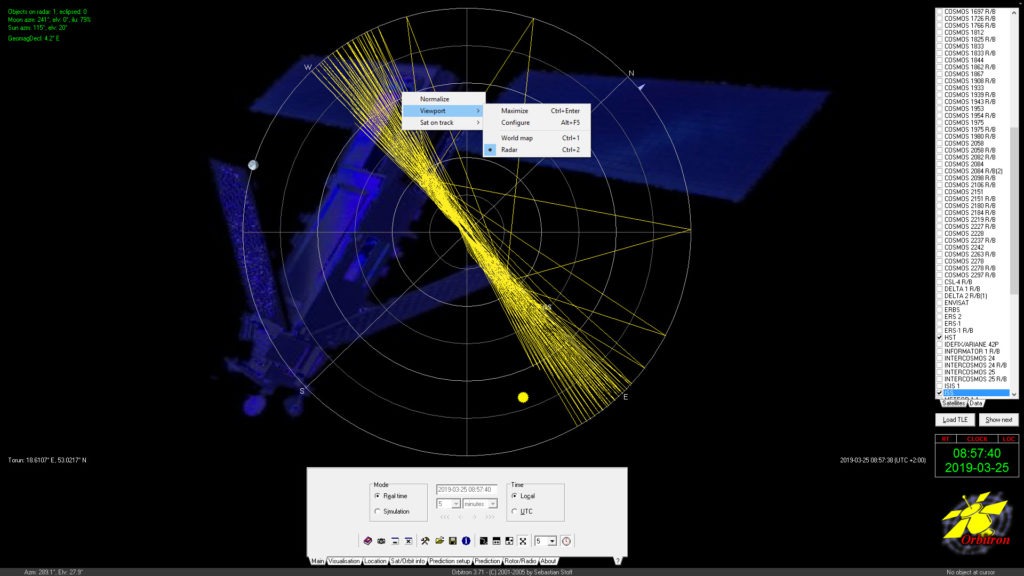 Objects on radar: 1, eclipsed: 0
Moon azm: 241°, elv: 0°, ilu: 79%
Sun azm: 115°, elv: 20°
GeomagDecl: 4.2° E
W
N
S
E
Normalize
Viewport
Sat on track
Maximize Ctrl+Enter
Configure Alt+F5
World map Ctrl+1
Radar Ctrl+2
COSMOS 1697 R/B
COSMOS 1726 R/B
COSMOS 1766 R/B
COSMOS 1812
COSMOS 1825 R/B
COSMOS 1833
COSMOS 1833 R/B
COSMOS 1844
COSMOS 1862 R/B
COSMOS 1867
COSMOS 1908 R/B
COSMOS 1933
COSMOS 1939 R/B
COSMOS 1943 R/B
COSMOS 1953
COSMOS 1954 R/B
COSMOS 1975
COSMOS 1975 R/B
COSMOS 1980 R/B
COSMOS 2058
COSMOS 2058 R/B
COSMOS 2082 R/B
COSMOS 2084
COSMOS 2084 R/B(2)
COSMOS 2098 R/B
COSMOS 2106 R/B
COSMOS 2151
COSMOS 2151 R/B
COSMOS 2180 R/B
COSMOS 2184 R/B
COSMOS 2219 R/B
COSMOS 2227 R/B
COSMOS 2228
COSMOS 2237 R/B
COSMOS 2242
COSMOS 2263 R/B
COSMOS 2278
COSMOS 2278 R/B
COSMOS 2297 R/B
CSL-4 R/B
DELTA 1 R/B
DELTA 2 R/B(1)
ENVISAT
ERBS
ERS 2
ERS-1
ERS-1 R/B
HST
IDEFIX/ARIANE 42P
INFORMATOR 1 R/B
INTERCOSMOS 24
INTERCOSMOS 24 R/B
INTERCOSMOS 25
INTERCOSMOS 25 R/B
ISIS 1
Satellites Data
Load TLE Show next
RT CLOCK LOC
08:57:40
2019-03-25
Orbitron
Torun: 18.6107° E, 53.0217° N
2019-03-25 08:57:38 (UTC +2:00)
Mode
Real time
Simulation
2019-03-25 08:57:40
5 minutes
<<< < > >>>
Time
Local
UTC
5
Main Visualisation Location Sat/Orbit info Prediction setup Prediction Rotor/Radio About ?
Azm: 289.1°, Elv: 27.9°
Orbitron 3.71 - (C) 2001-2005 by Sebastian Stoff
No object at cursor